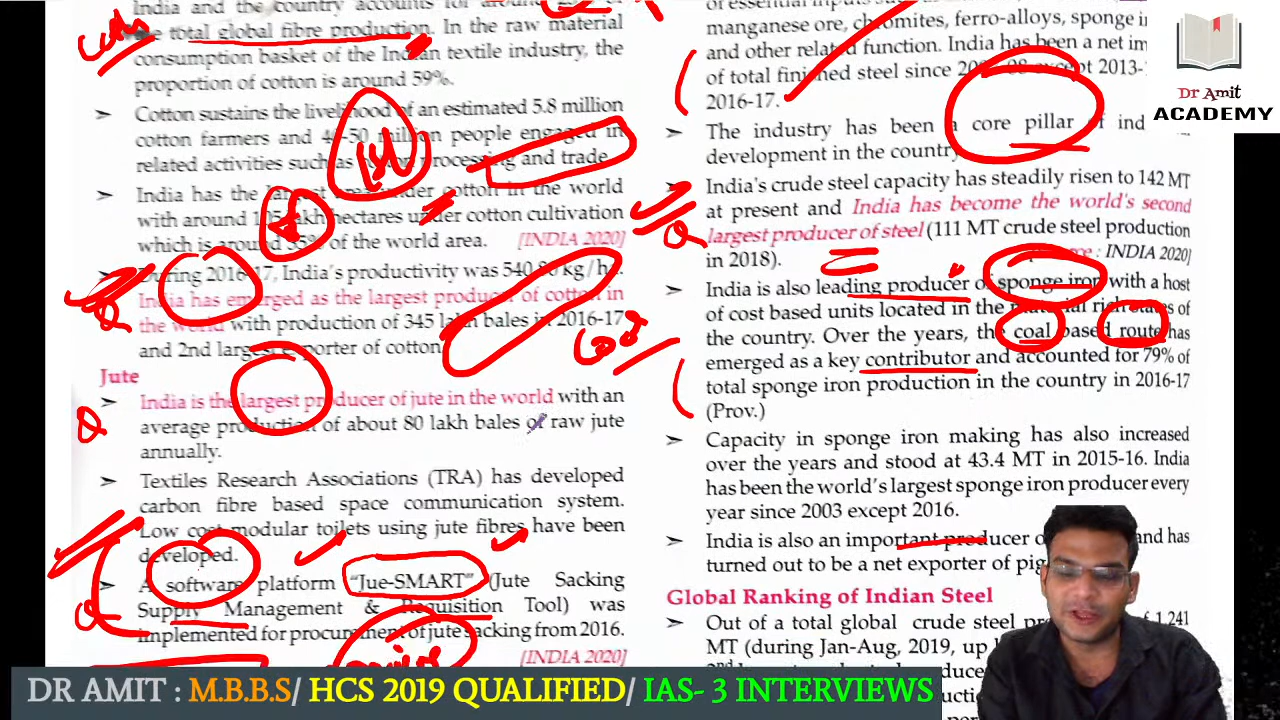 India and the country accounts for around
the total global fibre production. In the raw material
consumption basket of the Indian textile industry, the
proportion of cotton is around 59%.
➤ Cotton sustains the livelihood of an estimated 5.8 million
cotton farmers and 40-50 million people engaged in
related activities such as cotton processing and trade.
➤ India has the largest area under cotton in the world
with around 105 lakh hectares under cotton cultivation
which is around 35% of the world area. [INDIA 2020]
During 2016-17, India's productivity was 540.80 kg/ha.
India has emerged as the largest producer of cotton in
the world with production of 345 lakh bales in 2016-17
and 2nd largest exporter of cotton
Jute
➤ India is the largest producer of jute in the world with an
average production of about 80 lakh bales of raw jute
annually.
➤ Textiles Research Associations (TRA) has developed
carbon fibre based space communication system.
Low cost modular toilets using jute fibres have been
developed.
➤ A software platform "Jue-SMART" (Jute Sacking
Supply Management & Requisition Tool) was
implemented for procurement of jute sacking from 2016.
[INDIA 2020]
of essential inputs such
manganese ore, chromites, ferro-alloys, sponge
and other related function. India has been a net
of total finished steel since except 2013-
2016-17.
➤ The industry has been a core pillar of
development in the country
India's crude steel capacity has steadily risen to 142 MT
at present and India has become the world's second
largest producer of steel (111 MT crude steel production
in 2018). : INDIA 2020]
➤ India is also leading producer of sponge iron with a host
of cost based units located in the material rich states of
the country. Over the years, the coal based route has
emerged as a key contributor and accounted for 79% of
total sponge iron production in the country in 2016-17
(Prov.)
➤ Capacity in sponge iron making has also increased
over the years and stood at 43.4 MT in 2015-16. India
has been the world's largest sponge iron producer every
year since 2003 except 2016.
➤ India is also an important producer and has
turned out to be a net exporter of pig
Global Ranking of Indian Steel
➤ Out of a total global crude steel of 1,241
MT (during Jan-Aug, 2019, up
2nd
Dr Amit
ACADEMY
DR AMIT : M.B.B.S/ HCS 2019 QUALIFIED/ IAS- 3 INTERVIEWS